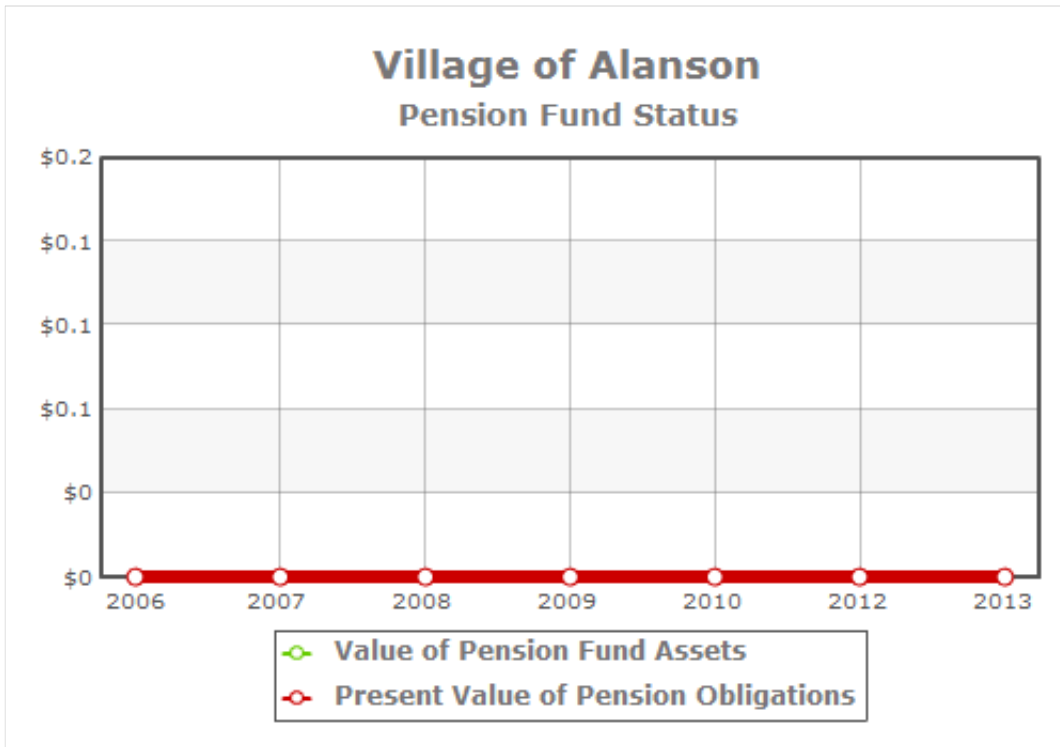 Village of Alanson
Pension Fund Status
$0.2
$0.1
$0.1
$0.1
$0
$0
2006 2007 2008 2009 2010 2012 2013
Value of Pension Fund Assets
Present Value of Pension Obligations